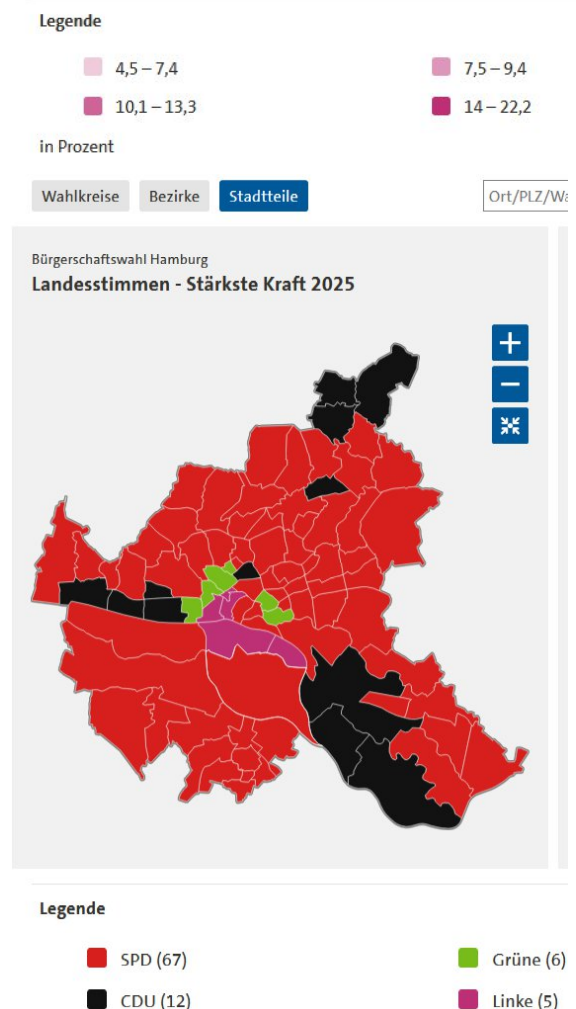 Legende
4,5 – 7,4
7,5 – 9,4
10,1 – 13,3
14 – 22,2
in Prozent
Wahlkreise Bezirke Stadtteile
Bürgerschaftswahl Hamburg
Landesstimmen - Stärkste Kraft 2025
Legende
SPD (67)
Grüne (6)
CDU (12)
Linke (5)